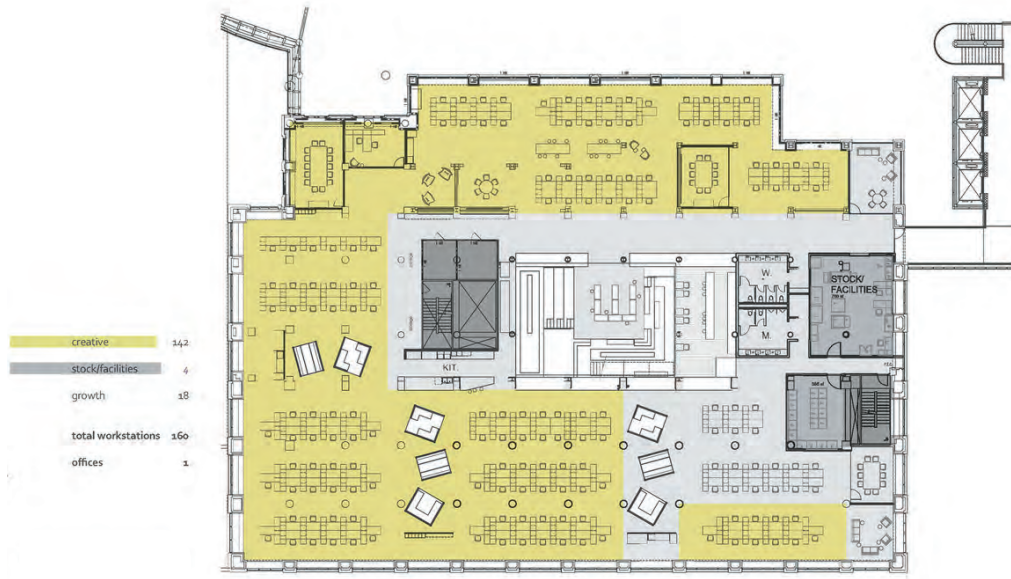 creative 142
stock/facilities 4
growth 18
total workstations 160
offices 1
KIT.
W.
M.
STOCK/
FACILITIES